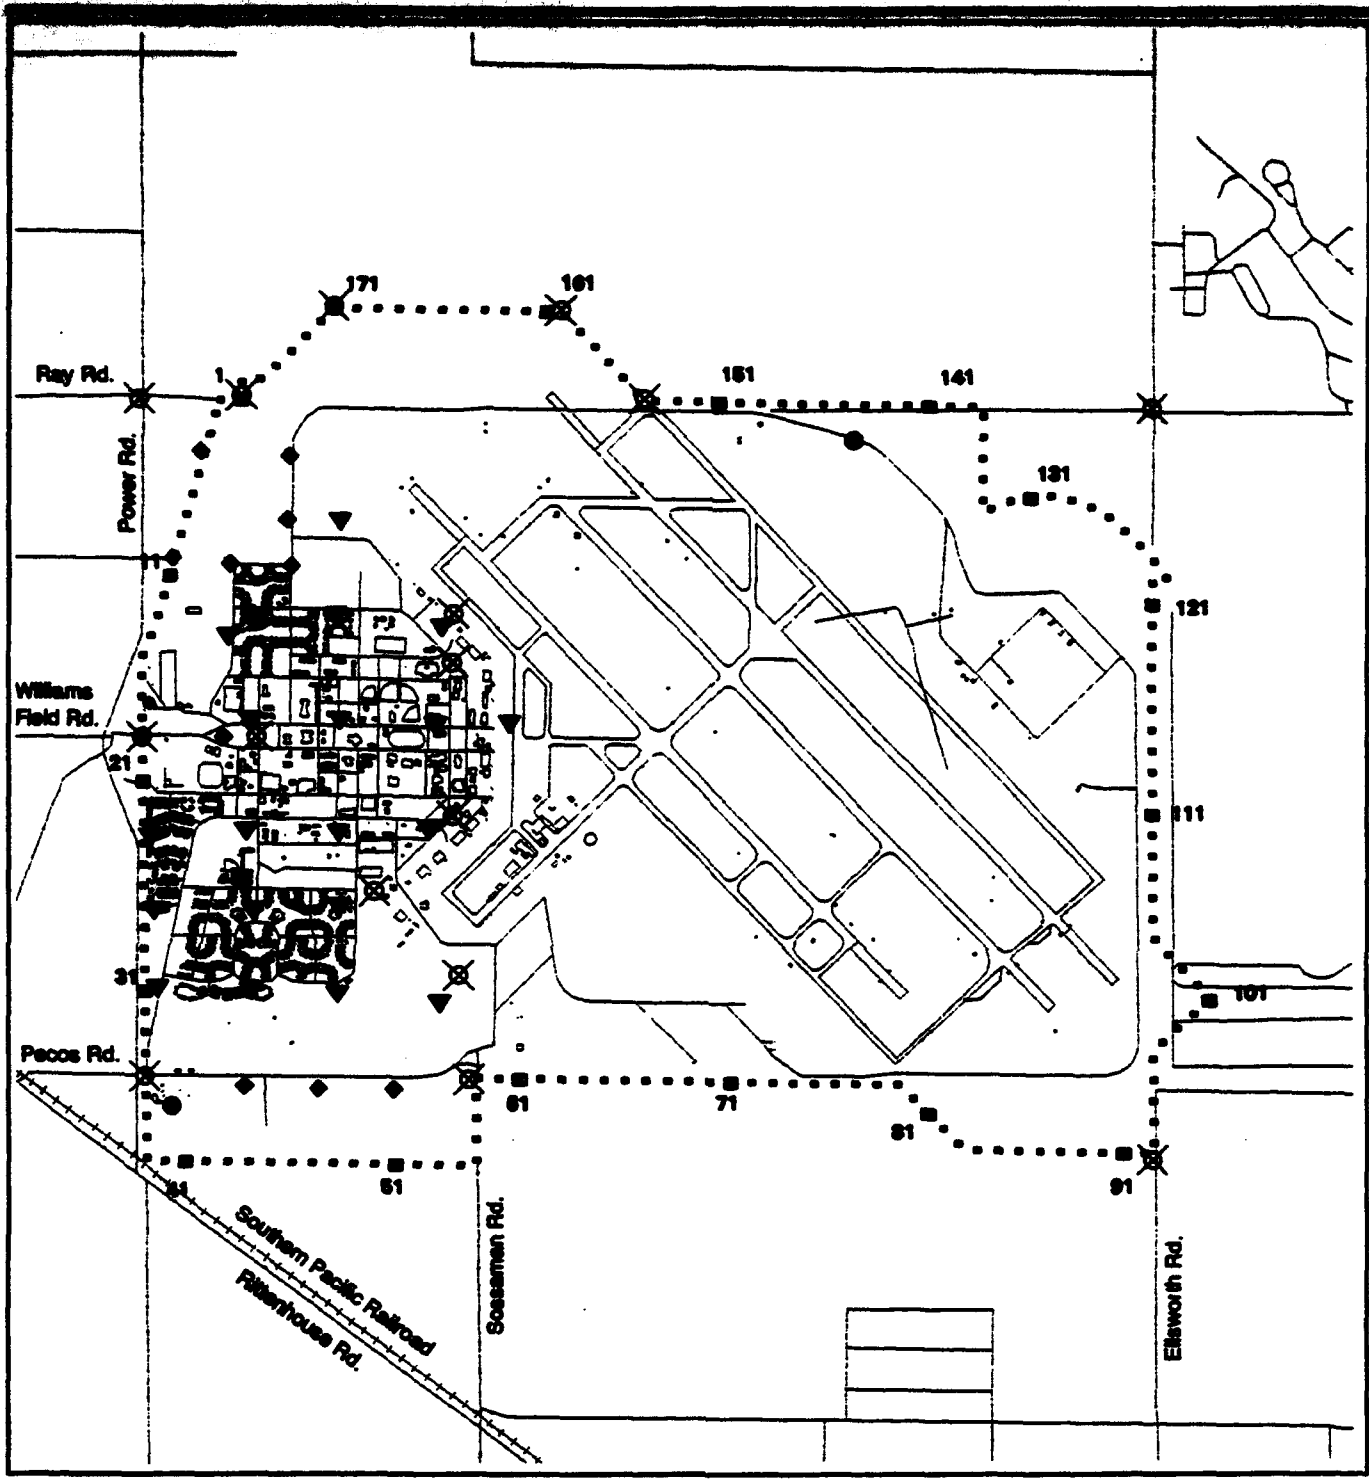 171
161
Ray Rd.
1
151
141
Power Rd.
131
11
121
Williams
Field Rd.
21
111
31
101
Pecos Rd.
61
71
81
41
51
91
Southern Pacific Railroad
Rittenhouse Rd.
Sossaman Rd.
Ellsworth Rd.